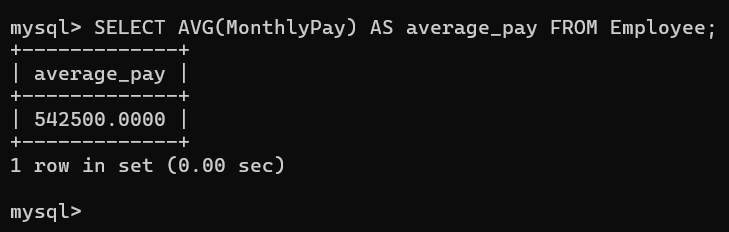 mysql> SELECT AVG(MonthlyPay) AS average_pay FROM Employee;
+-------------+
| average_pay |
+-------------+
| 542500.0000 |
+-------------+
1 row in set (0.00 sec)
mysql>